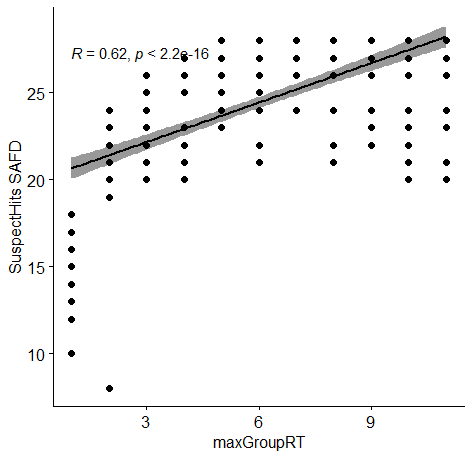 R = 0.62, p < 2.2e-16
25
20
15
10
SuspectHits SAFD
3 6 9
maxGroupRT